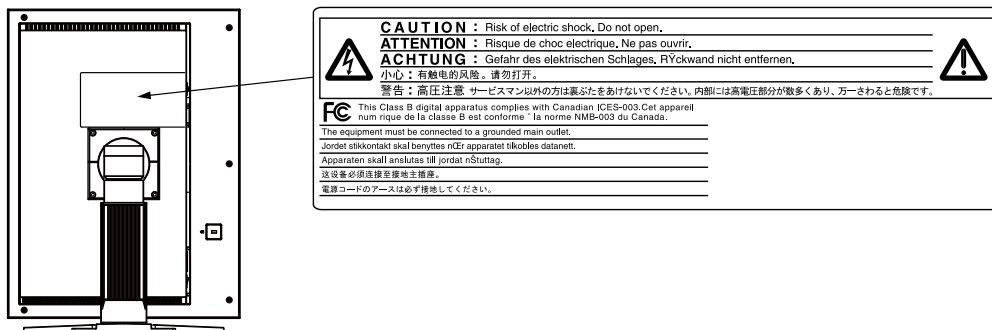 CAUTION : Risk of electric shock. Do not open.
ATTENTION : Risque de choc electrique. Ne pas ouvrir.
ACHTUNG : Gefahr des elektrischen Schlages. RŸckwand nicht entfernen.
小心：有触电的风险。请勿打开。
警告：高圧注意 サービスマン以外の方は裏ぶたをあけないでください。内部には高電圧部分が数多くあり、万一さわると危険です。
FC This Class B digital apparatus complies with Canadian ICES-003.Cet appareil
num rique de la classe B est conforme ˆ la norme NMB-003 du Canada.
The equipment must be connected to a grounded main outlet.
Jordet stikkontakt skal benyttes nŒr apparatet tilkobles datanett.
Apparaten skall anslutas till jordat nŠtuttag.
这设备必须连接至接地主插座。
電源コードのアースは必ず接地してください。